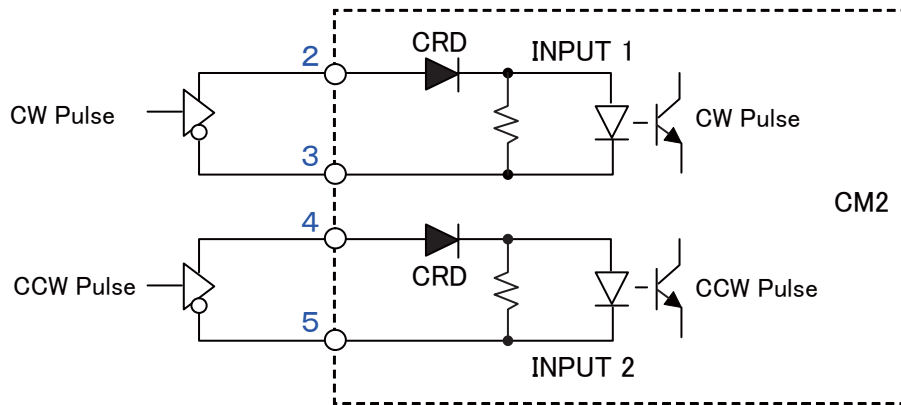 2
CRD
INPUT 1
CW Pulse
CW Pulse
3
CM2
4
CRD
CCW Pulse
CCW Pulse
5
INPUT 2